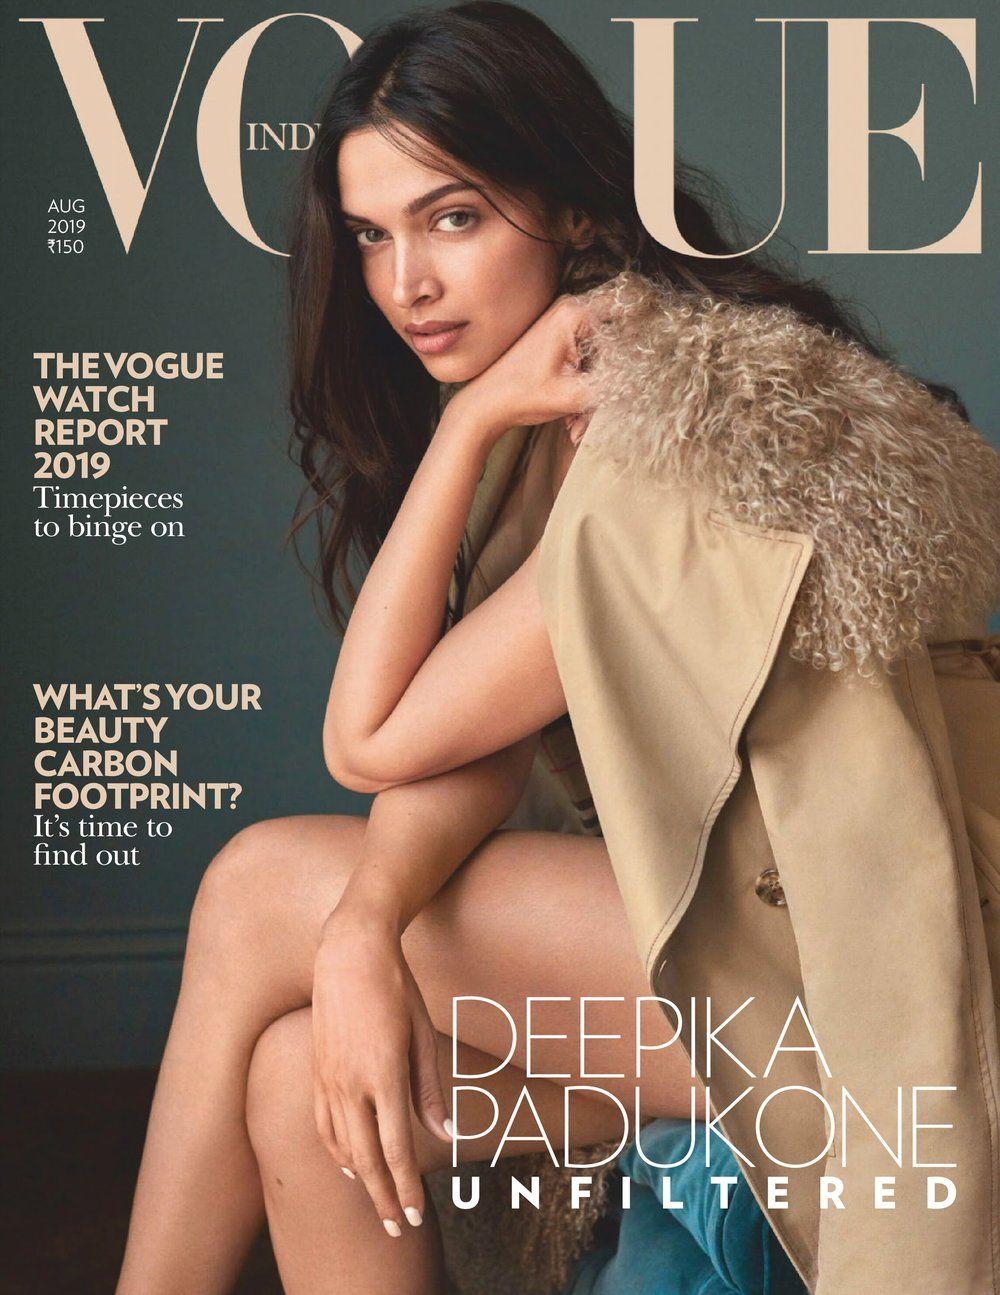 VOGUE
IND
AUG
2019
₹150
THE VOGUE
WATCH
REPORT
2019
Timepieces
to binge on
WHAT'S YOUR
BEAUTY
CARBON
FOOTPRINT?
It's time to
find out
DEEPIKA
PADUKONE
UNFILTERED